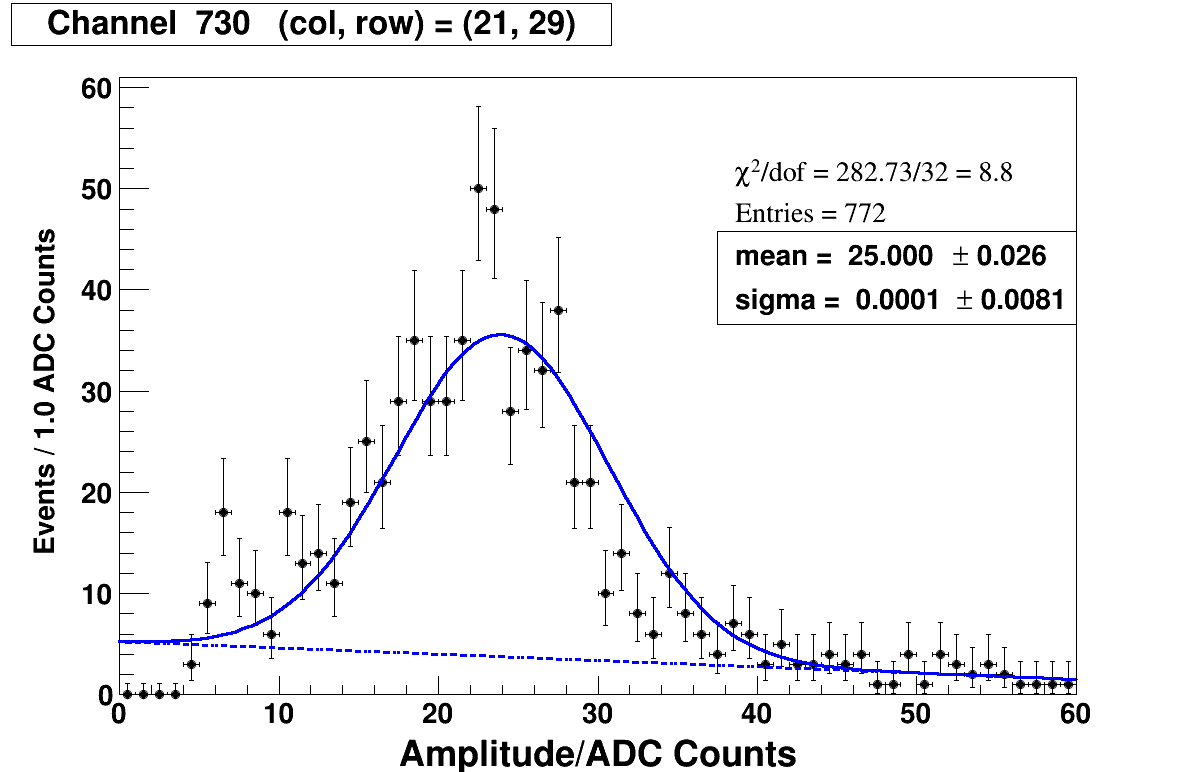 Channel 730 (col, row) = (21, 29)
60
50
40
30
20
10
0
Events / 1.0 ADC Counts
χ²/dof = 282.73/32 = 8.8
Entries = 772
mean = 25.000 ± 0.026
sigma = 0.0001 ± 0.0081
0 10 20 30 40 50 60
Amplitude/ADC Counts